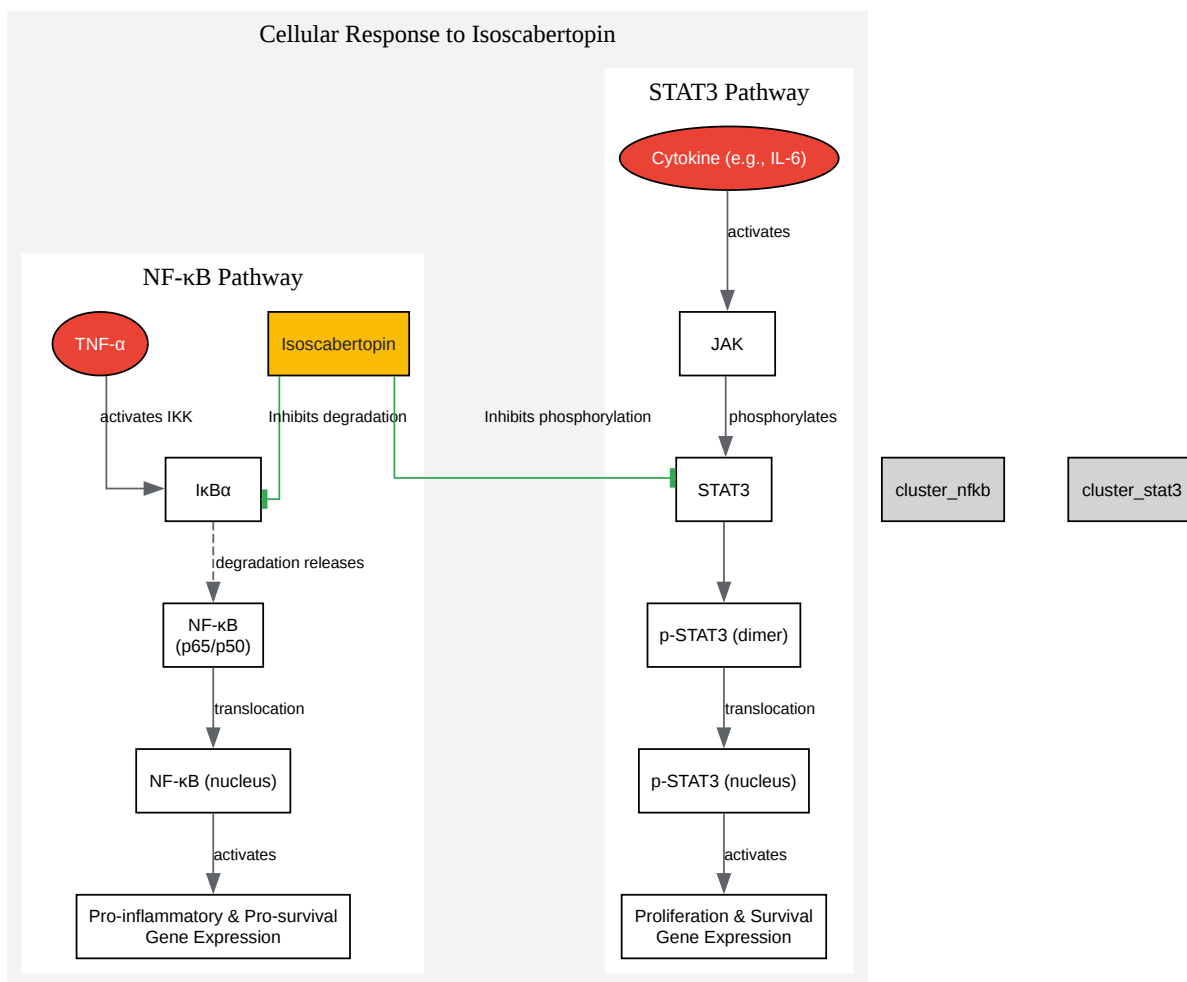 Cellular Response to Isoscabertopin
STAT3 Pathway
Cytokine (e.g., IL-6)
activates
NF-κB Pathway
TNF-α
Isoscabertopin
JAK
activates IKK
Inhibits degradation
Inhibits phosphorylation
phosphorylates
IκBα
STAT3
cluster_nfkb
cluster_stat3
degradation releases
NF-κB
(p65/p50)
p-STAT3 (dimer)
translocation
translocation
NF-κB (nucleus)
p-STAT3 (nucleus)
activates
activates
Pro-inflammatory & Pro-survival
Gene Expression
Proliferation & Survival
Gene Expression